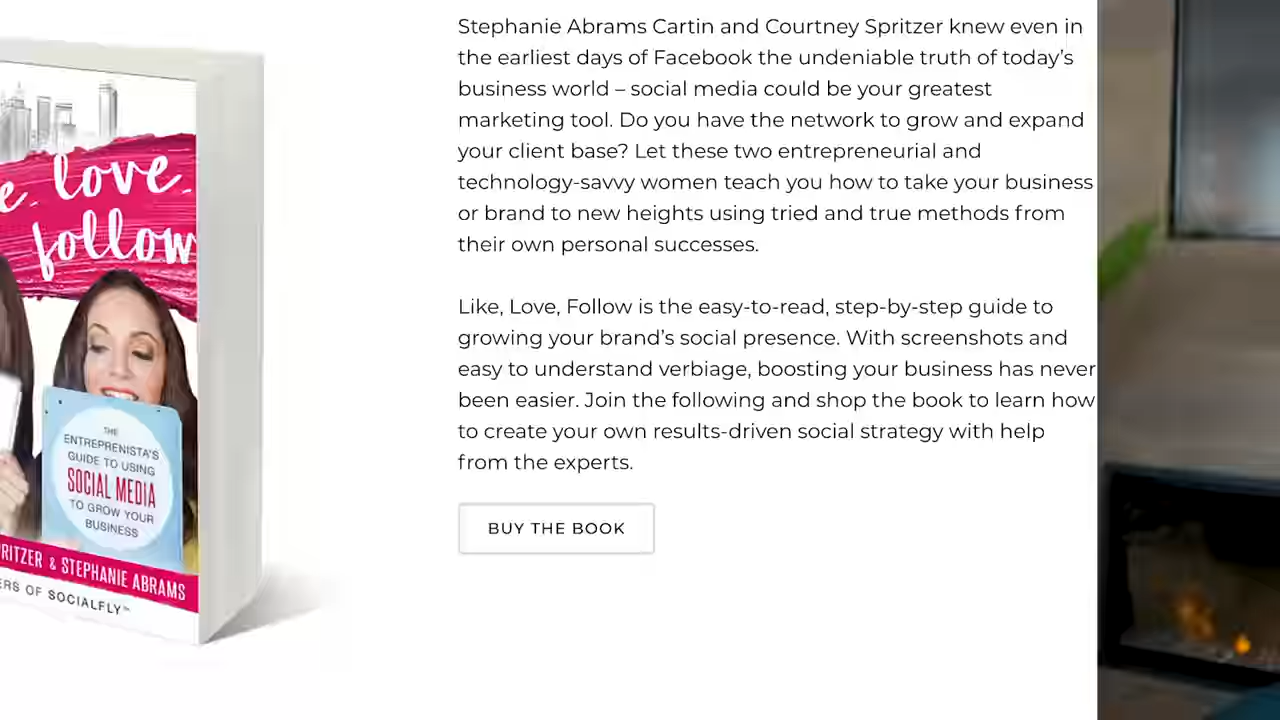 love.
follow
THE
ENTREPRENISTA'S
GUIDE TO USING
SOCIAL MEDIA
TO GROW YOUR
BUSINESS
& STEPHANIE ABRAMS
OF SOCIALFLY™
Stephanie Abrams Cartin and Courtney Spritzer knew even in
the earliest days of Facebook the undeniable truth of today’s
business world – social media could be your greatest
marketing tool. Do you have the network to grow and expand
your client base? Let these two entrepreneurial and
technology-savvy women teach you how to take your business
or brand to new heights using tried and true methods from
their own personal successes.
Like, Love, Follow is the easy-to-read, step-by-step guide to
growing your brand’s social presence. With screenshots and
easy to understand verbiage, boosting your business has never
been easier. Join the following and shop the book to learn how
to create your own results-driven social strategy with help
from the experts.
BUY THE BOOK